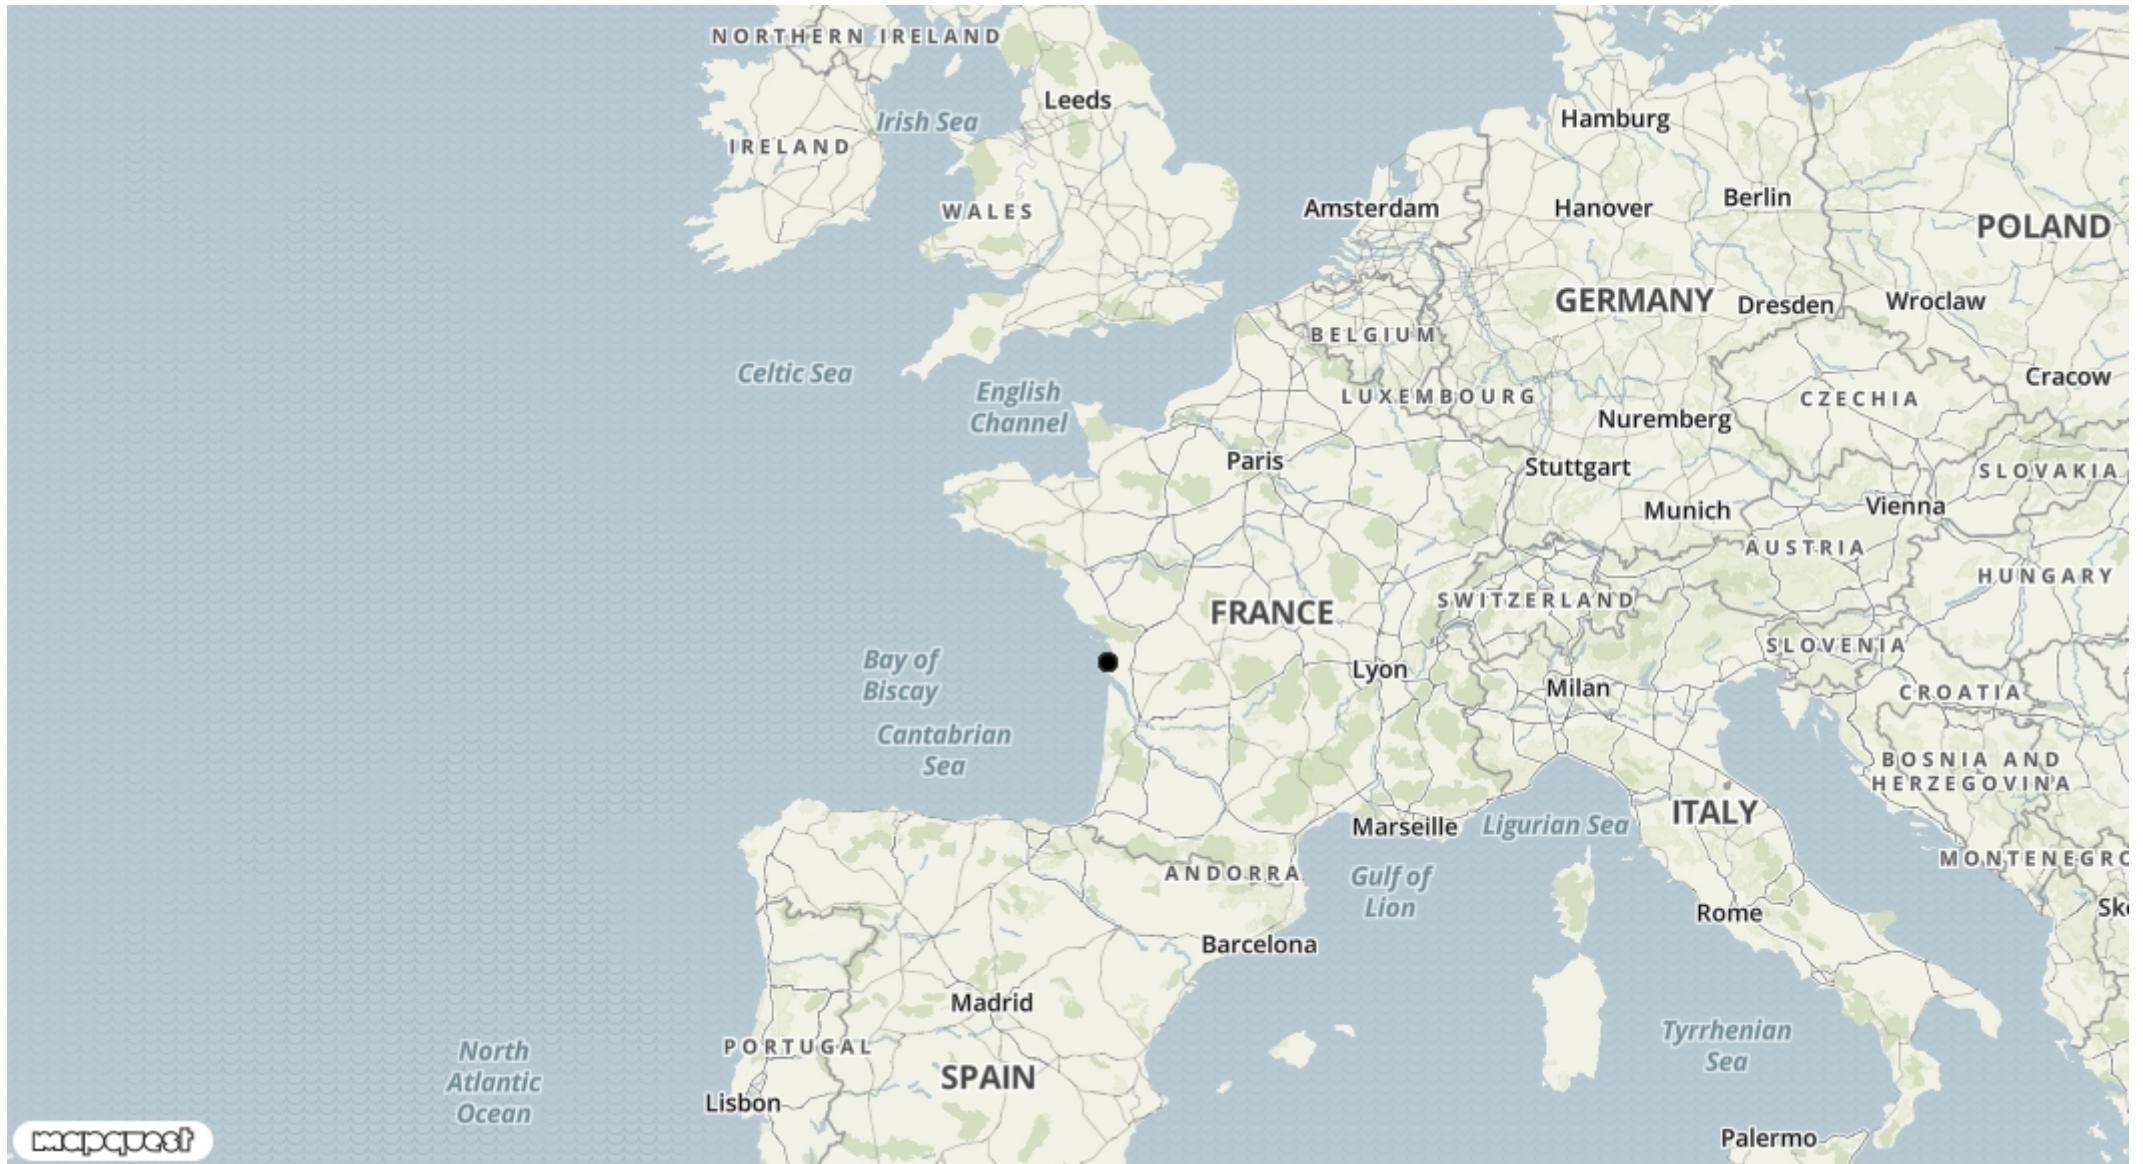 NORTHERN IRELAND
Leeds
Irish Sea
IRELAND
WALES
Hamburg
Amsterdam
Hanover
Berlin
POLAND
GERMANY
Dresden
Wroclaw
BELGIUM
Celtic Sea
English
Channel
LUXEMBOURG
Cracow
CZECHIA
Nuremberg
Paris
Stuttgart
SLOVAKIA
Munich
Vienna
AUSTRIA
HUNGARY
SWITZERLAND
FRANCE
SLOVENIA
Bay of
Biscay
Lyon
Milan
CROATIA
Cantabrian
Sea
BOSNIA AND
HERZEGOVINA
ITALY
Marseille
Ligurian Sea
MONTENEGRO
ANDORRA
Gulf of
Lion
Rome
Sk
Barcelona
Madrid
PORTUGAL
Tyrrhenian
Sea
North
Atlantic
Ocean
SPAIN
Lisbon
mapquest
Palermo